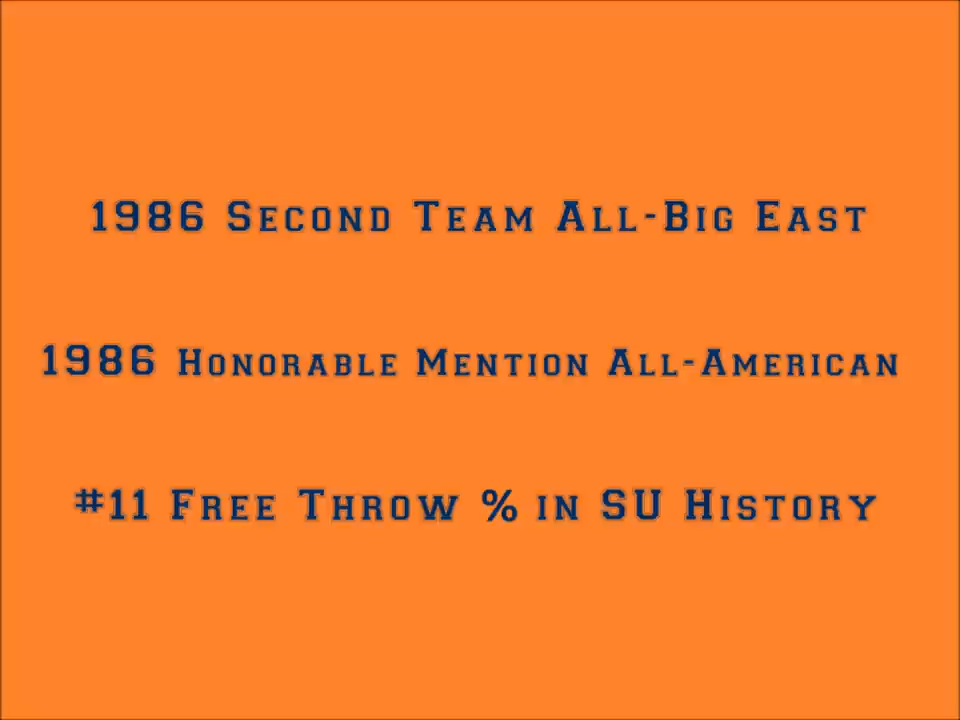 1986 Second Team All-Big East
1986 Honorable Mention All-American
#11 Free Throw % in SU History